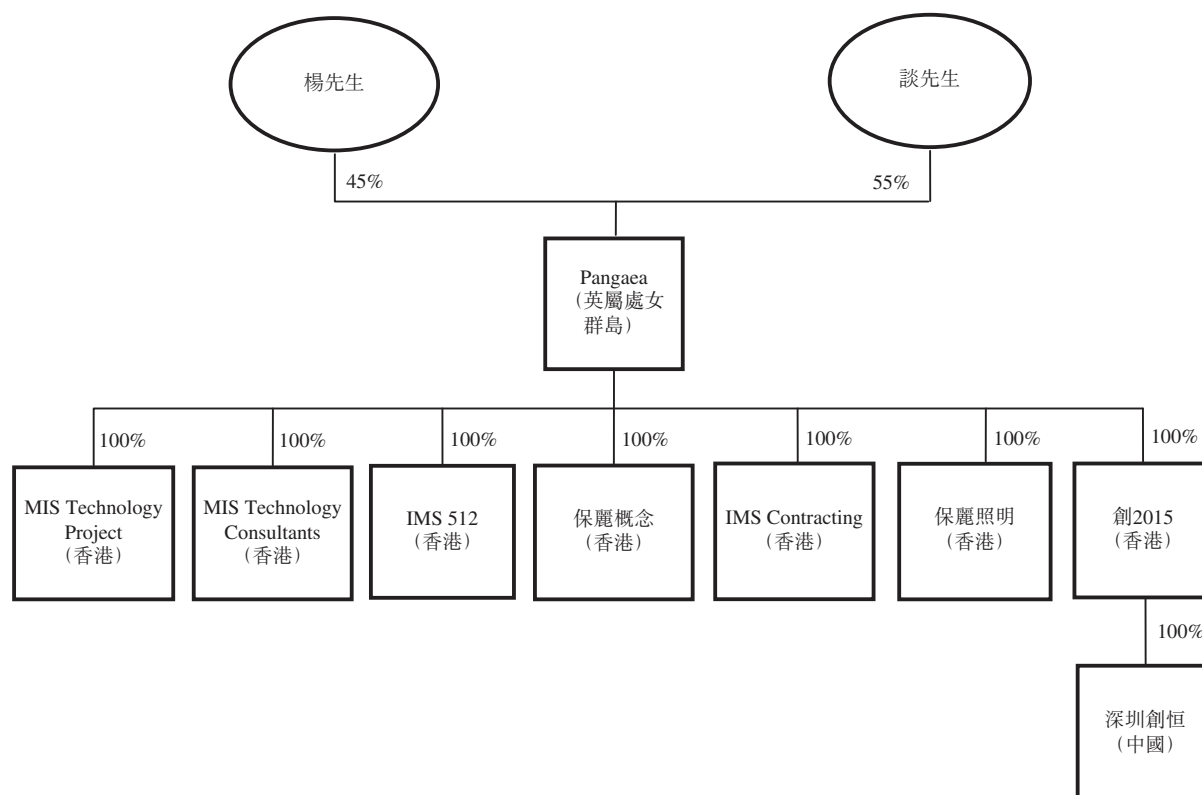 楊先生
談先生
45%
55%
Pangaea
（英屬處女
群島）
100%
100%
100%
100%
100%
100%
100%
MIS Technology
Project
（香港）
MIS Technology
Consultants
（香港）
IMS 512
（香港）
保麗概念
（香港）
IMS Contracting
（香港）
保麗照明
（香港）
創2015
（香港）
100%
深圳創恒
（中國）